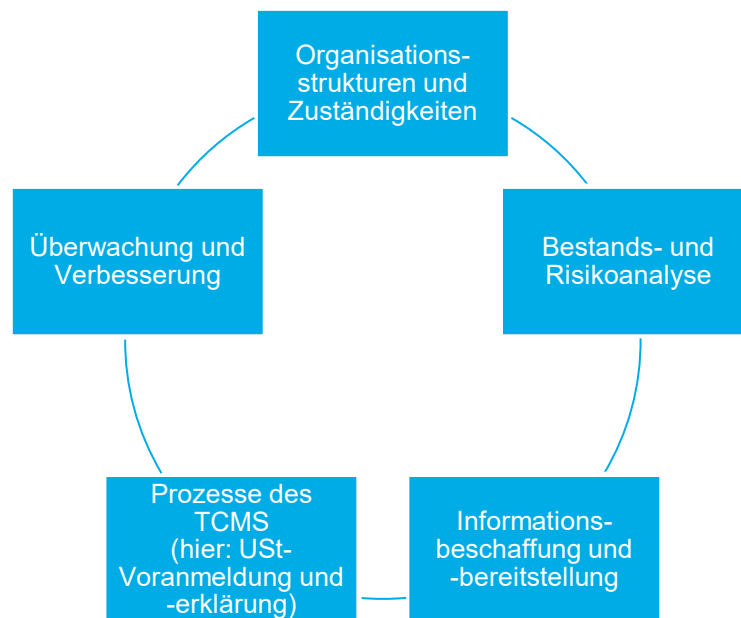 Organisations-
strukturen und
Zuständigkeiten
Überwachung und
Verbesserung
Bestands- und
Risikoanalyse
Prozesse des
TCMS
(hier: USt-
Voranmeldung und
-erklärung)
Informations-
beschaffung und
-bereitstellung